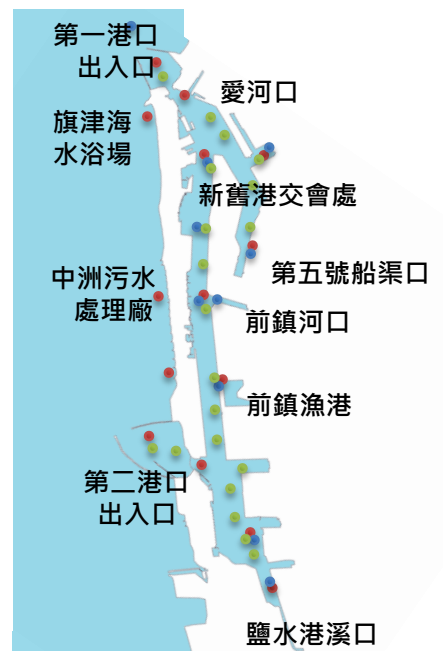 第一港口
出入口
愛河口
旗津海
水浴場
新舊港交會處
第五號船渠口
中洲污水
處理廠
前鎮河口
前鎮漁港
第二港口
出入口
鹽水港溪口